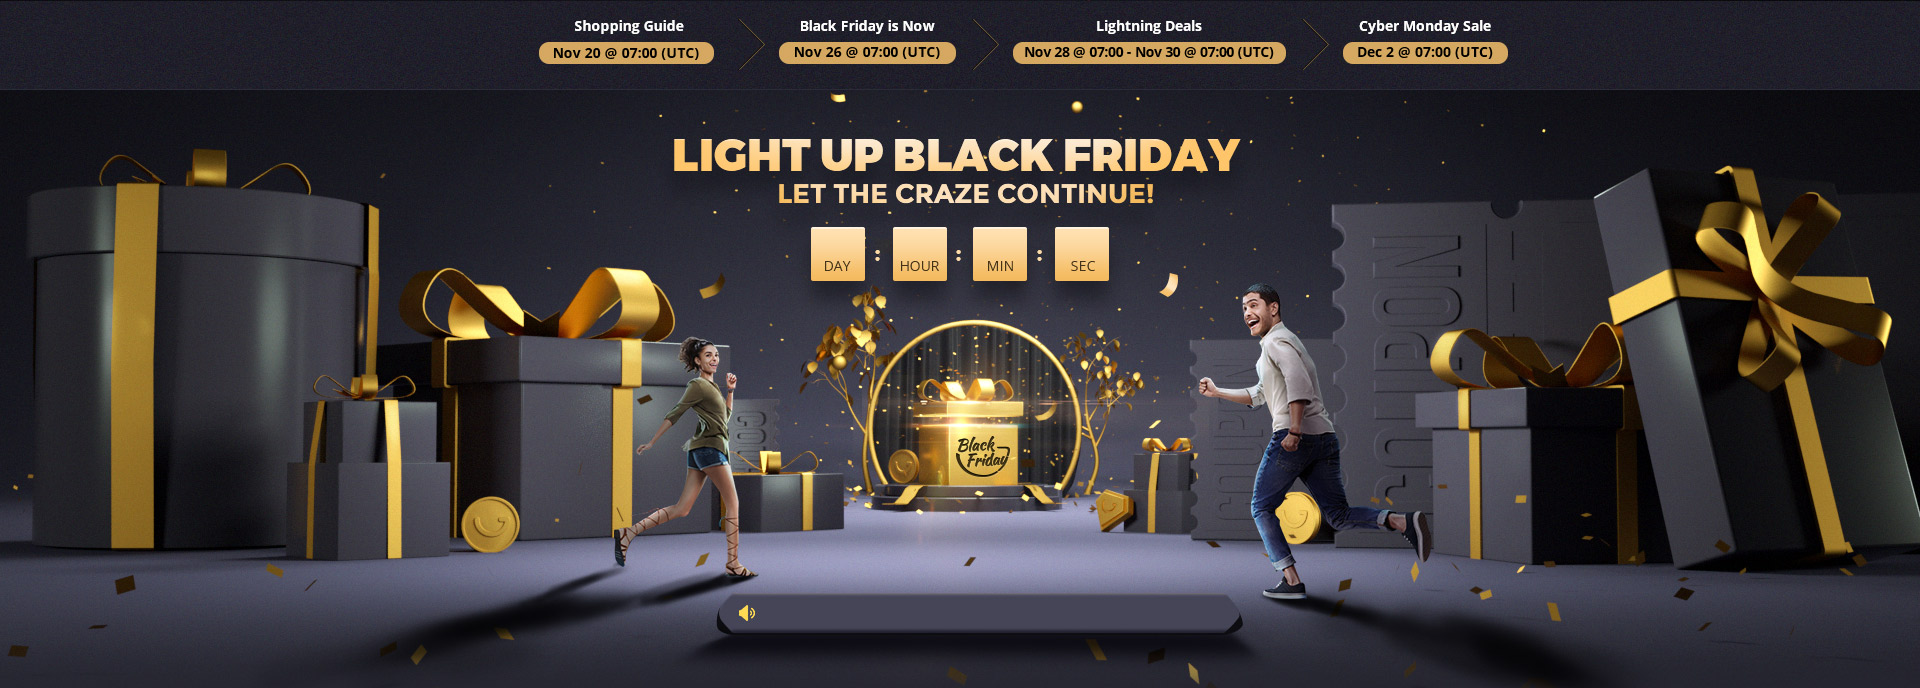 Shopping Guide
Nov 20 @ 07:00 (UTC)
Black Friday is Now
Nov 26 @ 07:00 (UTC)
Lightning Deals
Nov 28 @ 07:00 - Nov 30 @ 07:00 (UTC)
Cyber Monday Sale
Dec 2 @ 07:00 (UTC)
LIGHT UP BLACK FRIDAY
LET THE CRAZE CONTINUE!
DAY : HOUR : MIN : SEC
Black
Friday
COUPON
COUPON